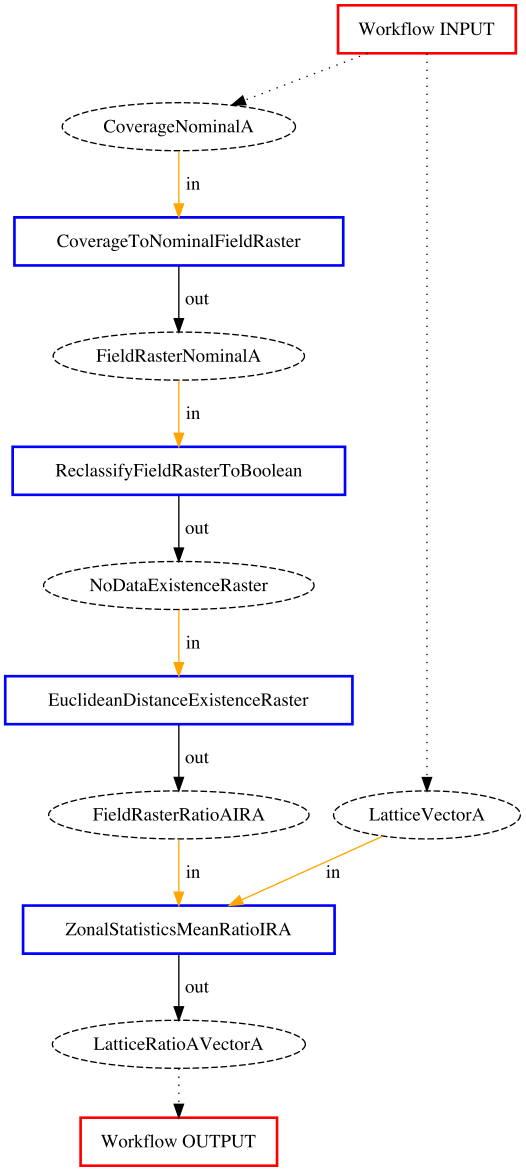 Workflow INPUT
CoverageNominalA
in
CoverageToNominalFieldRaster
out
FieldRasterNominalA
in
ReclassifyFieldRasterToBoolean
out
NoDataExistenceRaster
in
EuclideanDistanceExistenceRaster
out
FieldRasterRatioAIRA
LatticeVectorA
in
in
ZonalStatisticsMeanRatioIRA
out
LatticeRatioAVectorA
Workflow OUTPUT